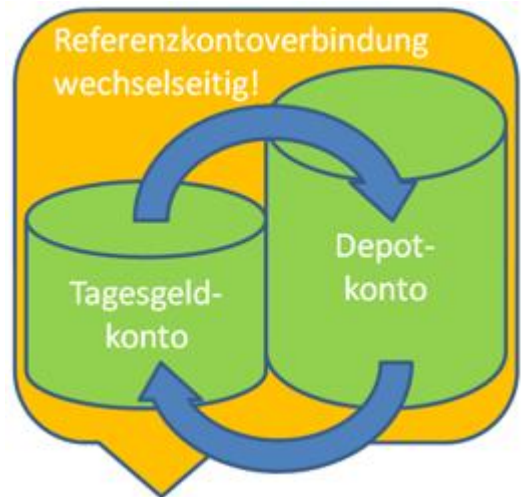 Referenzkontoverbindung
wechselseitig!
Depot-
konto
Tagesgeld-
konto